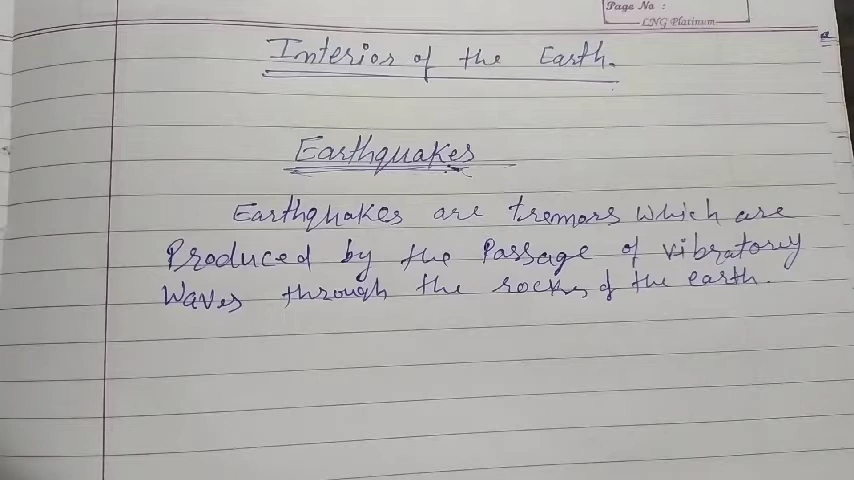 Page No :
LNG Platinum
Interior of the Earth.
Earthquakes
Earthquakes are tremors which are
Produced by the Passage of vibratory
Waves through the rocks of the earth.